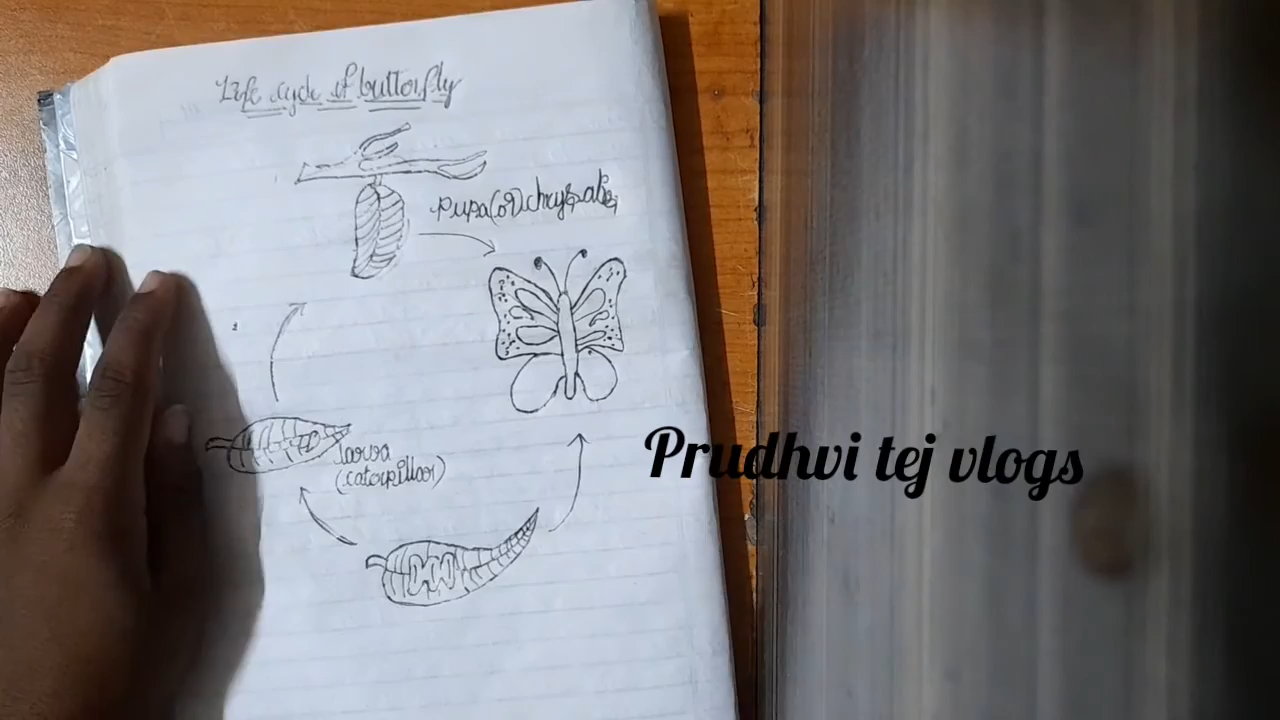 Life cycle of butterfly
pupa(or)chrysalis
larva
(caterpillar)
Prudhvi tej vlogs